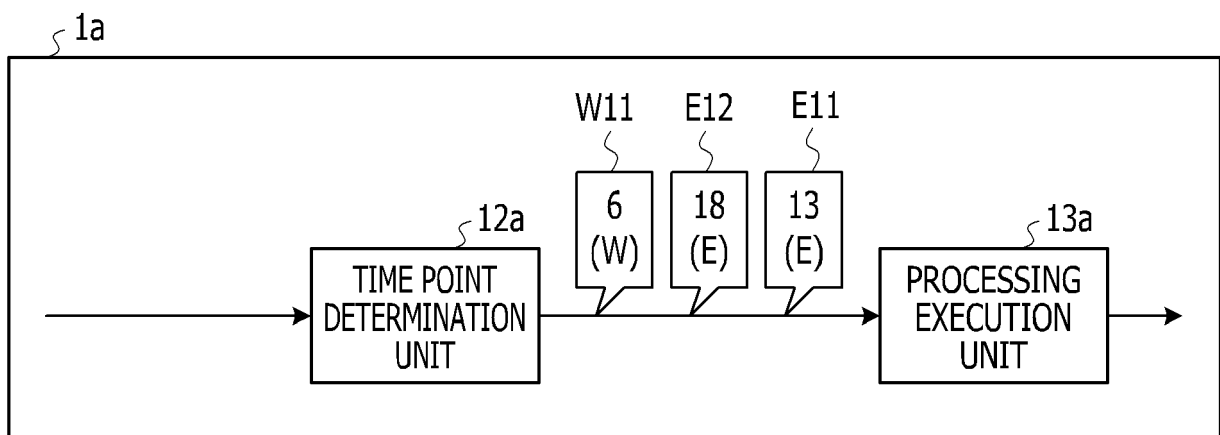 1a
W11 E12 E11
6 18 13
(W) (E) (E)
12a 13a
TIME POINT
DETERMINATION
UNIT
PROCESSING
EXECUTION
UNIT